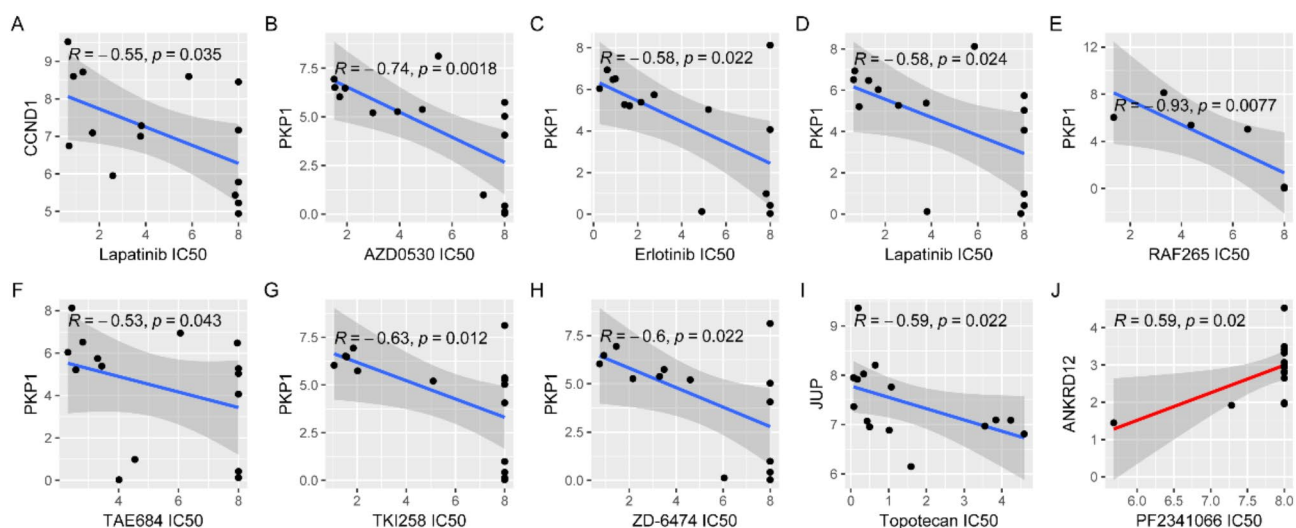 A
R = −0.55, p = 0.035
CCND1
9
8
7
6
5
2
4
6
8
Lapatinib IC50
B
R = −0.74, p = 0.0018
PKP1
7.5
5.0
2.5
0.0
2
4
6
8
AZD0530 IC50
C
R = −0.58, p = 0.022
PKP1
8
6
4
2
0
0
2
4
6
8
Erlotinib IC50
D
R = −0.58, p = 0.024
PKP1
8
6
4
2
0
2
4
6
8
Lapatinib IC50
E
R = −0.93, p = 0.0077
PKP1
12
8
4
0
2
4
6
8
RAF265 IC50
F
R = −0.53, p = 0.043
PKP1
8
6
4
2
0
4
6
8
TAE684 IC50
G
R = −0.63, p = 0.012
PKP1
7.5
5.0
2.5
0.0
2
4
6
8
TKI258 IC50
H
R = −0.6, p = 0.022
PKP1
7.5
5.0
2.5
0.0
2
4
6
8
ZD-6474 IC50
I
R = −0.59, p = 0.022
JUP
9
8
7
6
0
1
2
3
4
Topotecan IC50
J
R = 0.59, p = 0.02
ANKRD12
4
3
2
1
0
6.0
6.5
7.0
7.5
8.0
PF2341066 IC50